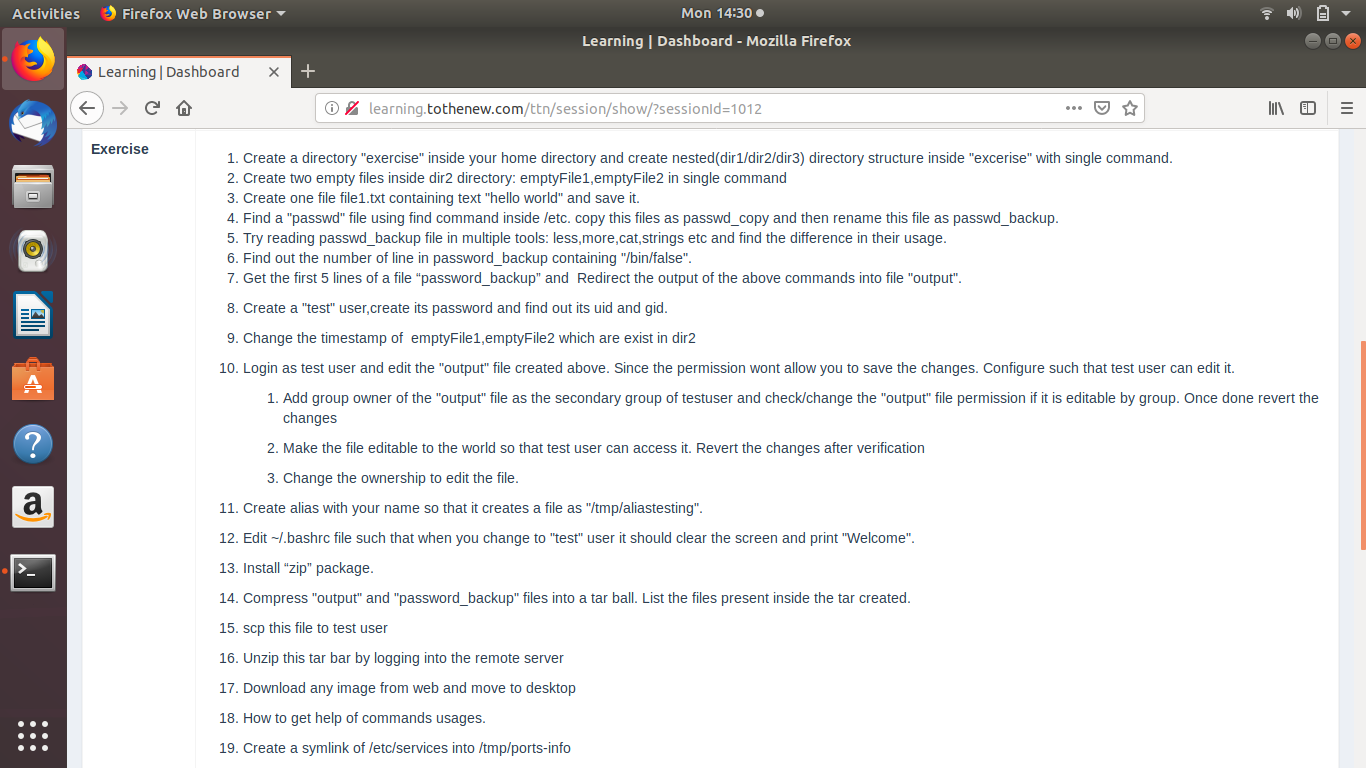 Activities
Firefox Web Browser
Mon 14:30
Learning | Dashboard - Mozilla Firefox
Learning | Dashboard
learning.tothenew.com/ttn/session/show/?sessionId=1012
Exercise
1. Create a directory "exercise" inside your home directory and create nested(dir1/dir2/dir3) directory structure inside "excerise" with single command.
2. Create two empty files inside dir2 directory: emptyFile1,emptyFile2 in single command
3. Create one file file1.txt containing text "hello world" and save it.
4. Find a "passwd" file using find command inside /etc. copy this files as passwd_copy and then rename this file as passwd_backup.
5. Try reading passwd_backup file in multiple tools: less,more,cat,strings etc and find the difference in their usage.
6. Find out the number of line in password_backup containing "/bin/false".
7. Get the first 5 lines of a file “password_backup” and  Redirect the output of the above commands into file "output".
8. Create a "test" user,create its password and find out its uid and gid.
9. Change the timestamp of  emptyFile1,emptyFile2 which are exist in dir2
10. Login as test user and edit the "output" file created above. Since the permission wont allow you to save the changes. Configure such that test user can edit it.
1. Add group owner of the "output" file as the secondary group of testuser and check/change the "output" file permission if it is editable by group. Once done revert the
changes
2. Make the file editable to the world so that test user can access it. Revert the changes after verification
3. Change the ownership to edit the file.
11. Create alias with your name so that it creates a file as "/tmp/aliastesting".
12. Edit ~/.bashrc file such that when you change to "test" user it should clear the screen and print "Welcome".
13. Install “zip” package.
14. Compress "output" and "password_backup" files into a tar ball. List the files present inside the tar created.
15. scp this file to test user
16. Unzip this tar bar by logging into the remote server
17. Download any image from web and move to desktop
18. How to get help of commands usages.
19. Create a symlink of /etc/services into /tmp/ports-info